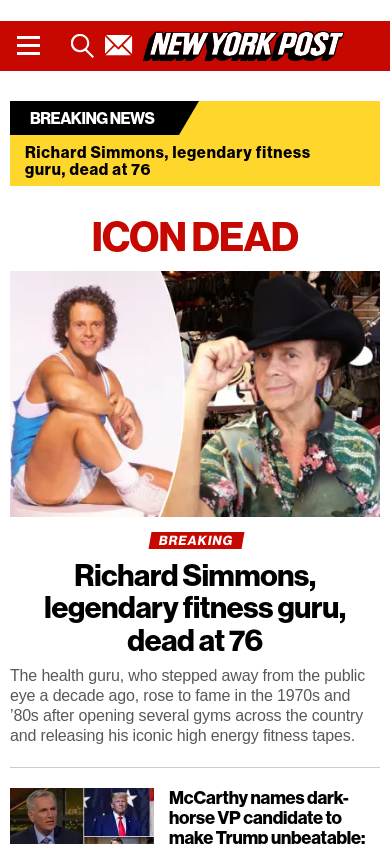 NEW YORK POST
BREAKING NEWS
Richard Simmons, legendary fitness
guru, dead at 76
ICON DEAD
BREAKING
Richard Simmons,
legendary fitness guru,
dead at 76
The health guru, who stepped away from the public
eye a decade ago, rose to fame in the 1970s and
’80s after opening several gyms across the country
and releasing his iconic high energy fitness tapes.
McCarthy names dark-
horse VP candidate to
make Trump unbeatable: